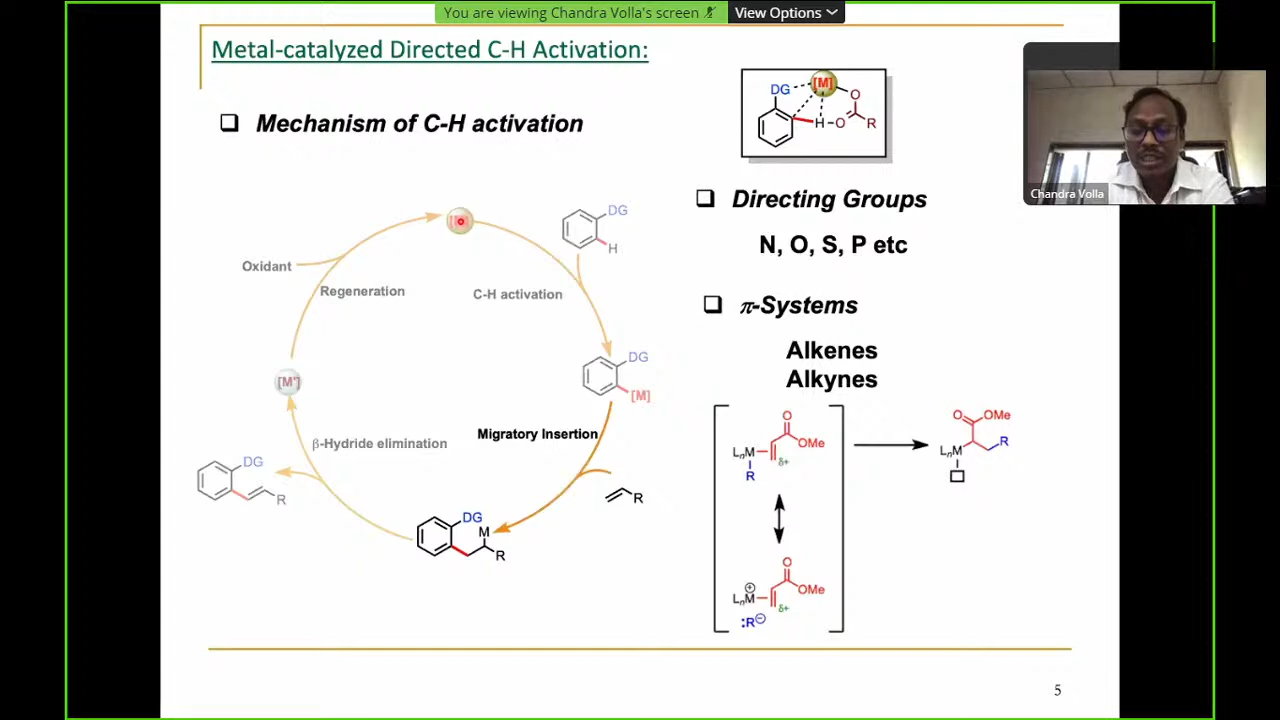 You are viewing Chandra Volla's screen
View Options
Metal-catalyzed Directed C-H Activation:
Mechanism of C-H activation
DG
[M]
O
H
O
R
Chandra Volla
Directing Groups
N, O, S, P etc
π-Systems
Alkenes
Alkynes
DG
H
Oxidant
Regeneration
C-H activation
DG
[M]
[M']
Migratory Insertion
β-Hydride elimination
DG
R
R
DG
M
R
O
OMe
LnM
δ+
R
O
OMe
LnM
R
O
⊕
OMe
LnM
δ+
:R⊖
5